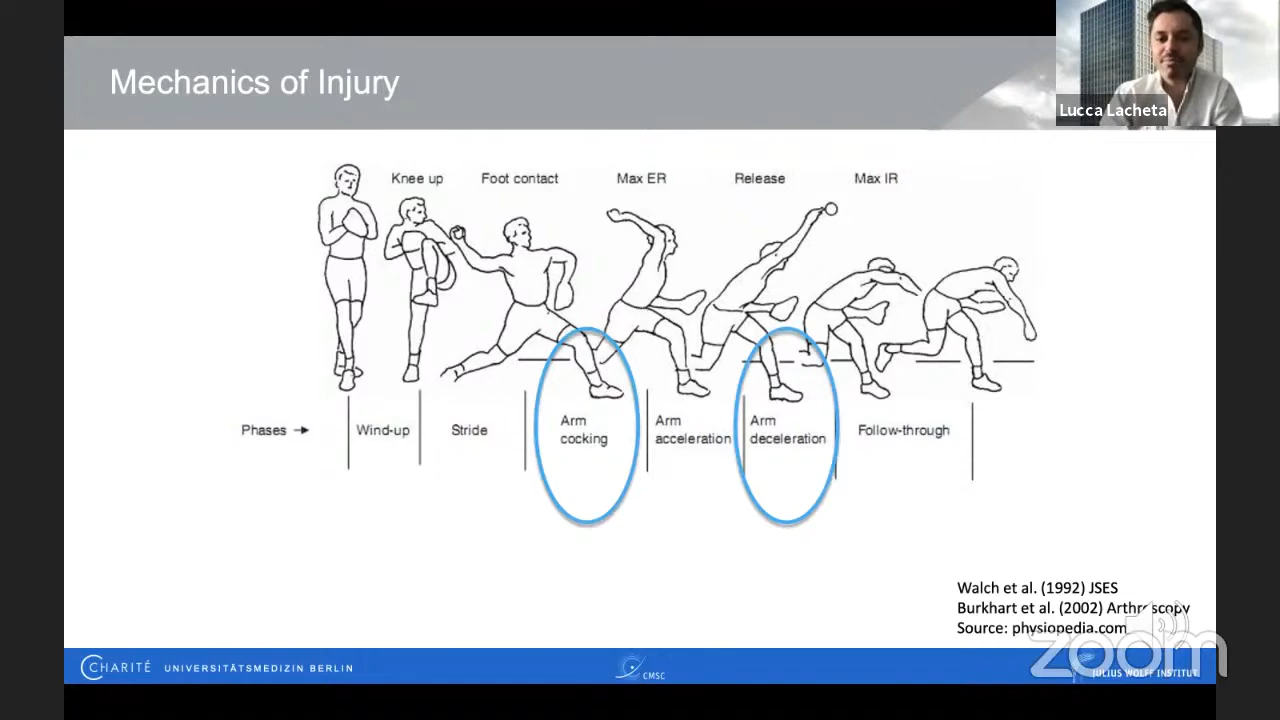 Mechanics of Injury
Lucca Lacheta
Knee up
Foot contact
Max ER
Release
Max IR
Phases →
Wind-up
Stride
Arm
cocking
Arm
acceleration
Arm
deceleration
Follow-through
Walch et al. (1992) JSES
Burkhart et al. (2002) Arthroscopy
Source: physiopedia.com
zoom
CHARITÉ UNIVERSITÄTSMEDIZIN BERLIN
CMSC
JULIUS WOLFF INSTITUT